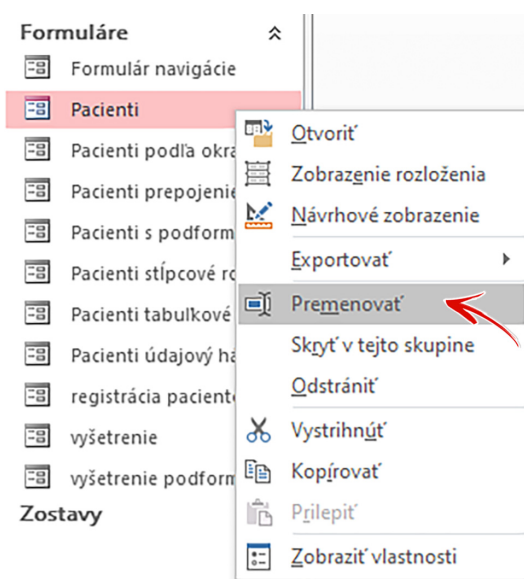 Formuláre
Formulár navigácie
Pacienti
Pacienti podľa okra
Pacienti prepojenie
Pacienti s podform
Pacienti stĺpcové ro
Pacienti tabuľkové
Pacienti údajový há
registrácia paciento
vyšetrenie
vyšetrenie podform
Zostavy
Otvoriť
Zobrazenie rozloženia
Návrhové zobrazenie
Exportovať
Premenovať
Skryť v tejto skupine
Odstrániť
Vystrihnúť
Kopírovať
Prilepiť
Zobraziť vlastnosti